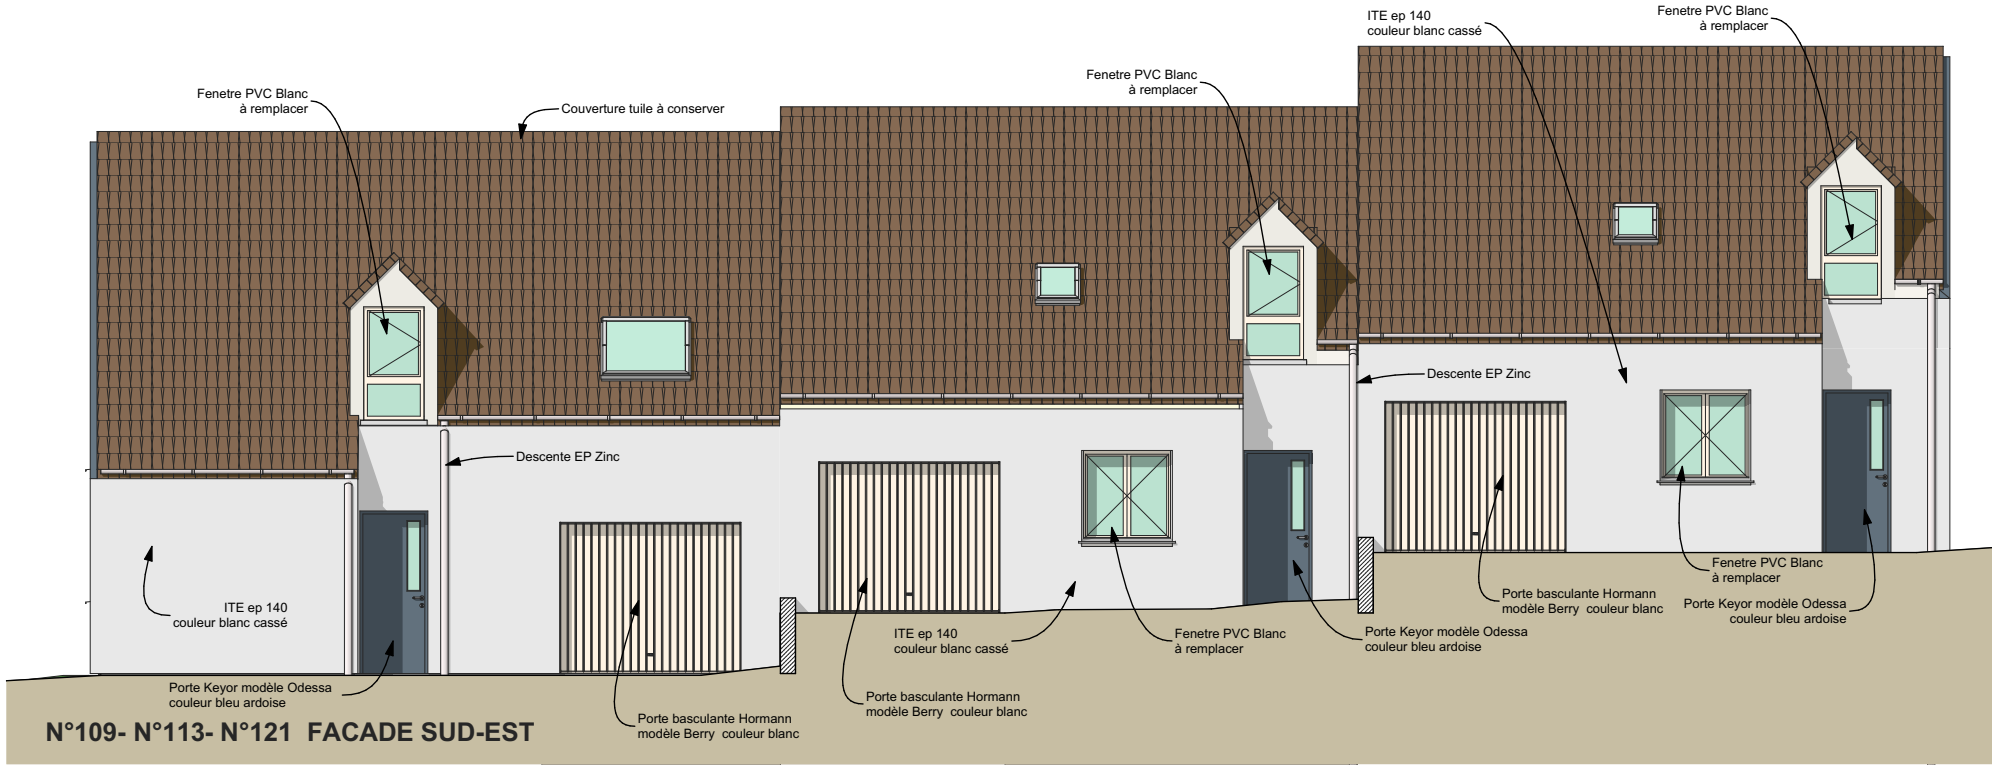 ITE ep 140
couleur blanc cassé
Fenetre PVC Blanc
à remplacer
Fenetre PVC Blanc
à remplacer
Fenetre PVC Blanc
à remplacer
Couverture tuile à conserver
Descente EP Zinc
Descente EP Zinc
ITE ep 140
couleur blanc cassé
ITE ep 140
couleur blanc cassé
Fenetre PVC Blanc
à remplacer
Porte Keyor modèle Odessa
couleur bleu ardoise
Porte basculante Hormann
modèle Berry couleur blanc
Fenetre PVC Blanc
à remplacer
Porte Keyor modèle Odessa
couleur bleu ardoise
Porte Keyor modèle Odessa
couleur bleu ardoise
Porte basculante Hormann
modèle Berry couleur blanc
Porte basculante Hormann
modèle Berry couleur blanc
N°109- N°113- N°121 FACADE SUD-EST